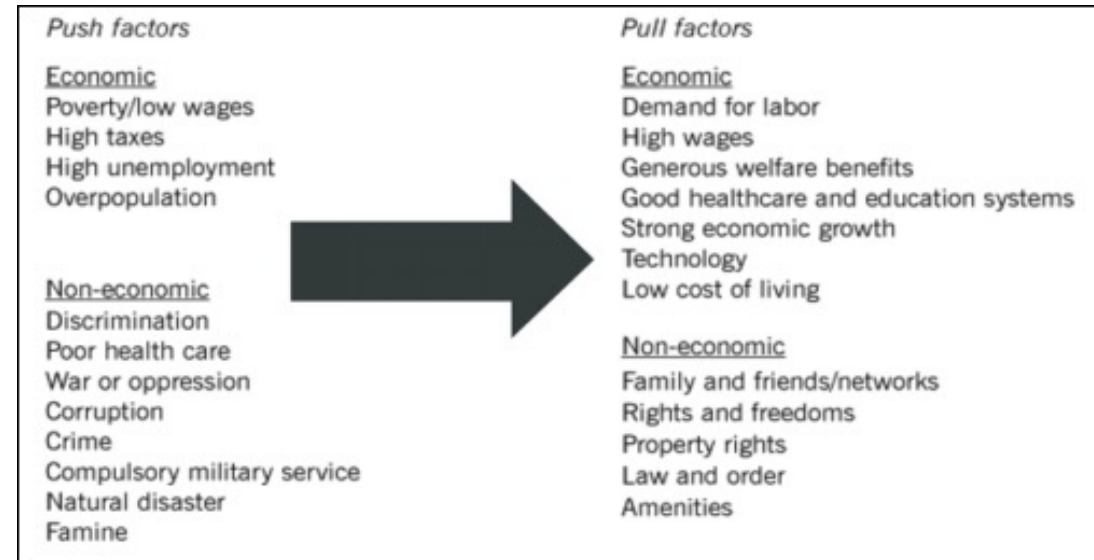 Push factors
Economic
Poverty/low wages
High taxes
High unemployment
Overpopulation
Non-economic
Discrimination
Poor health care
War or oppression
Corruption
Crime
Compulsory military service
Natural disaster
Famine
Pull factors
Economic
Demand for labor
High wages
Generous welfare benefits
Good healthcare and education systems
Strong economic growth
Technology
Low cost of living
Non-economic
Family and friends/networks
Rights and freedoms
Property rights
Law and order
Amenities